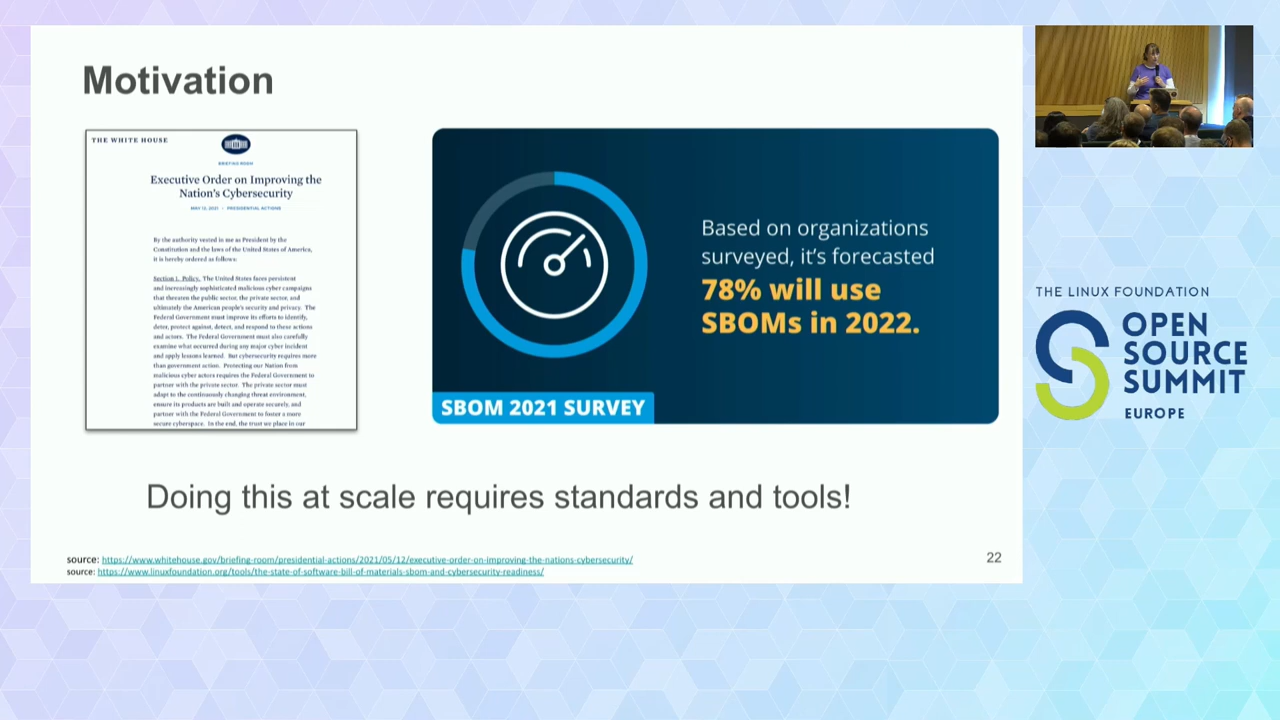 Motivation
THE WHITE HOUSE
BRIEFING ROOM
Executive Order on Improving the
Nation's Cybersecurity
MAY 12, 2021 • PRESIDENTIAL ACTIONS
By the authority vested in me as President by the
Constitution and the laws of the United States of America,
it is hereby ordered as follows:
Section 1. Policy. The United States faces persistent
and increasingly sophisticated malicious cyber campaigns
that threaten the public sector, the private sector, and
ultimately the American people's security and privacy. The
Federal Government must improve its efforts to identify,
deter, protect against, detect, and respond to these actions
and actors. The Federal Government must also carefully
examine what occurred during any major cyber incident
and apply lessons learned. But cybersecurity requires more
than government action. Protecting our Nation from
malicious cyber actors requires the Federal Government to
partner with the private sector. The private sector must
adapt to the continuously changing threat environment,
ensure its products are built and operate securely, and
partner with the Federal Government to foster a more
secure cyberspace. In the end, the trust we place in our
Based on organizations
surveyed, it's forecasted
78% will use
SBOMs in 2022.
SBOM 2021 SURVEY
Doing this at scale requires standards and tools!
source: https://www.whitehouse.gov/briefing-room/presidential-actions/2021/05/12/executive-order-on-improving-the-nations-cybersecurity/
source: https://www.linuxfoundation.org/tools/the-state-of-software-bill-of-materials-sbom-and-cybersecurity-readiness/
22
THE LINUX FOUNDATION
OPEN
SOURCE
SUMMIT
EUROPE